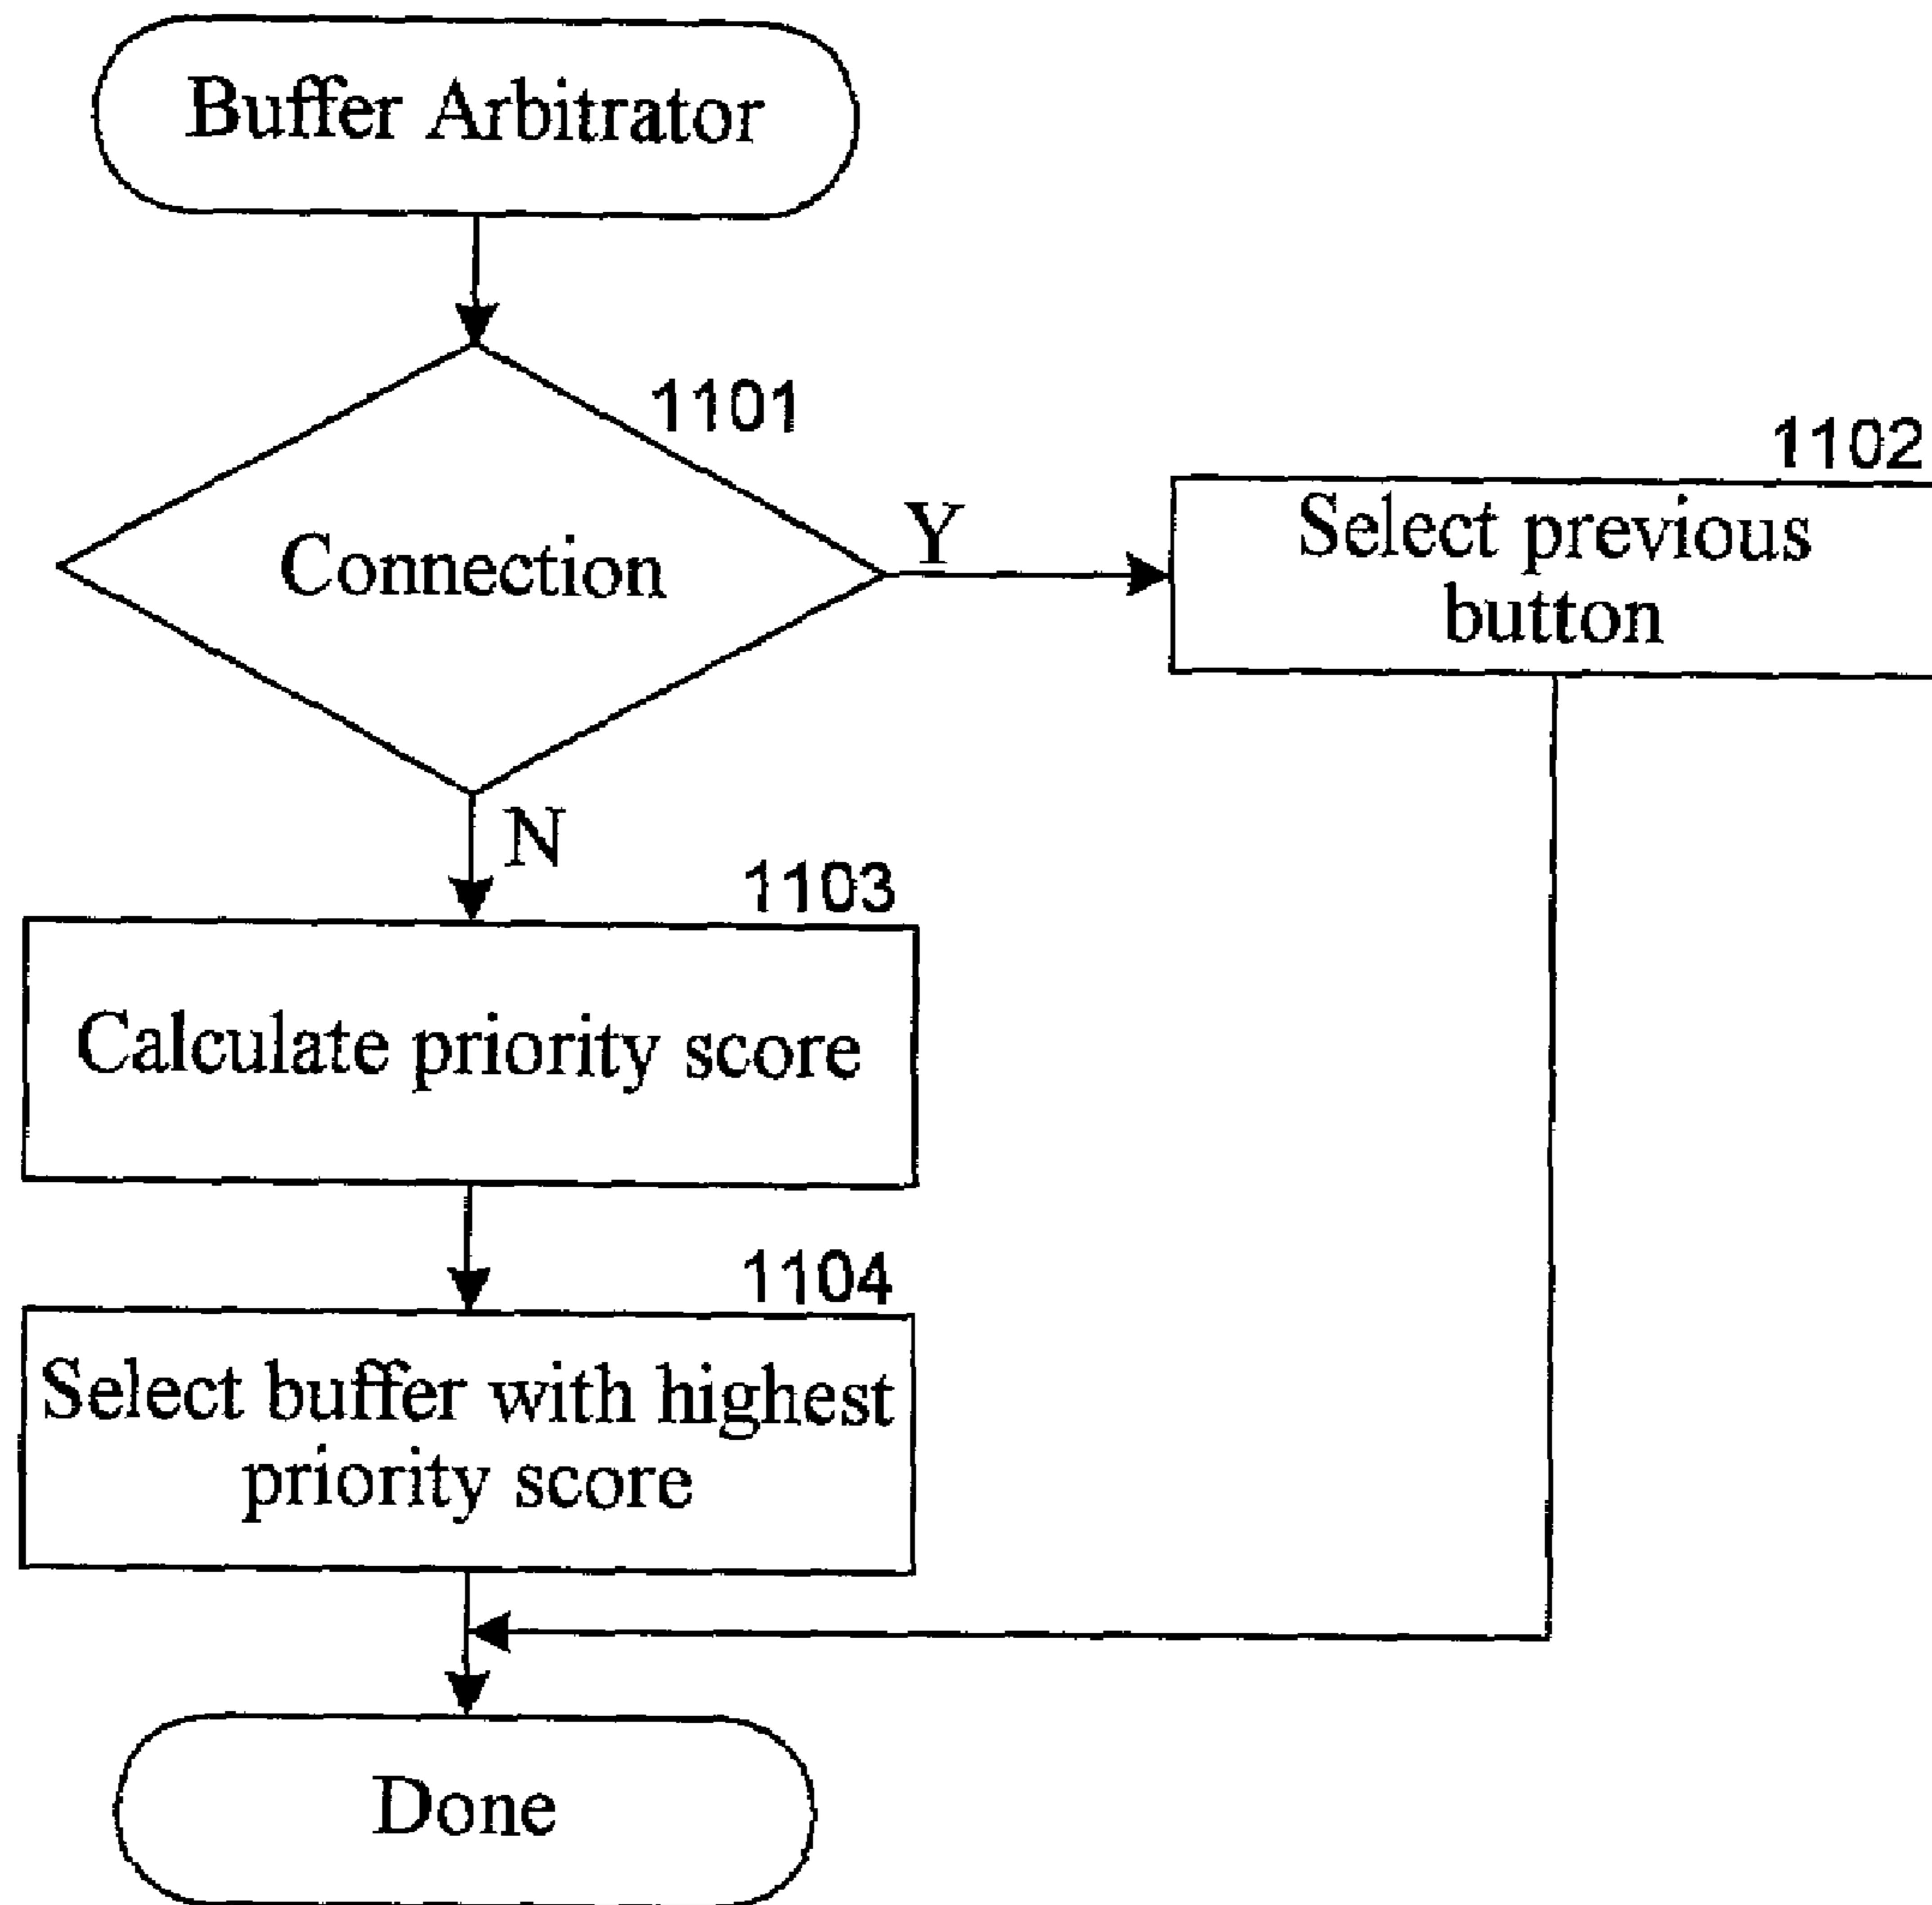 Buffer Arbitrator
1101
Connection
Y
1102
Select previous
button
N
1103
Calculate priority score
1104
Select buffer with highest
priority score
Done